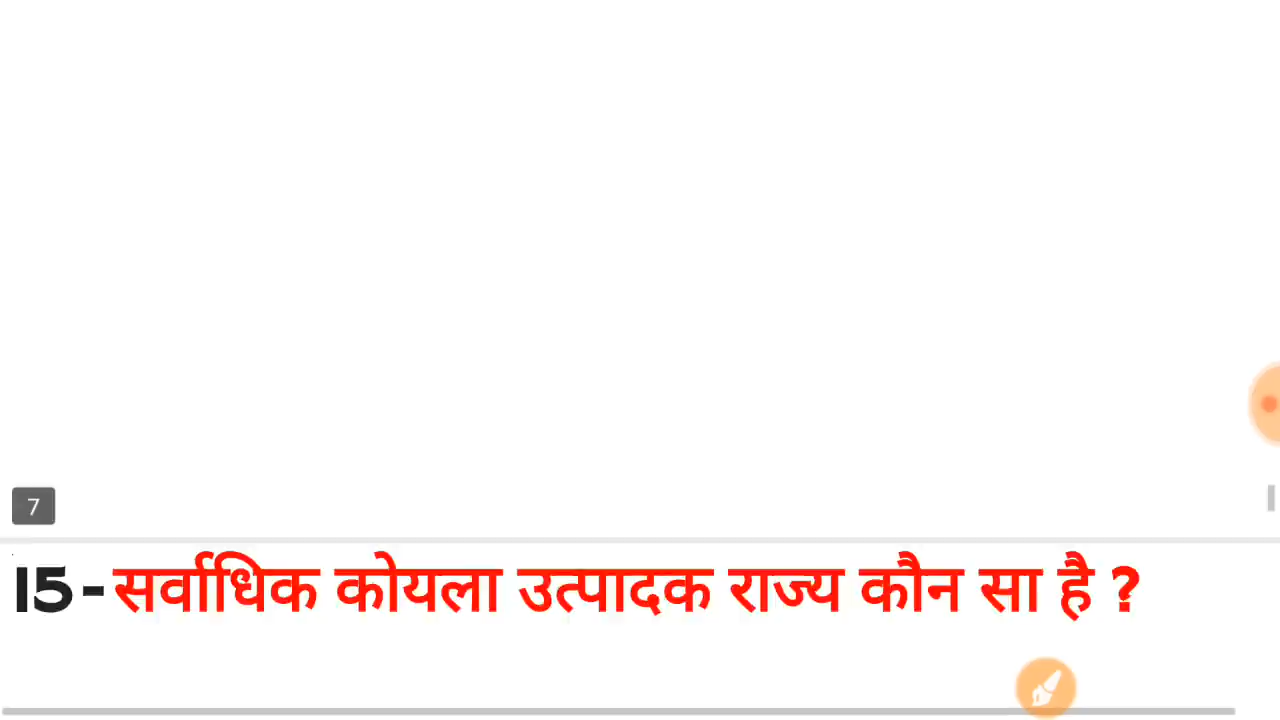 7
15-सर्वाधिक कोयला उत्पादक राज्य कौन सा है ?